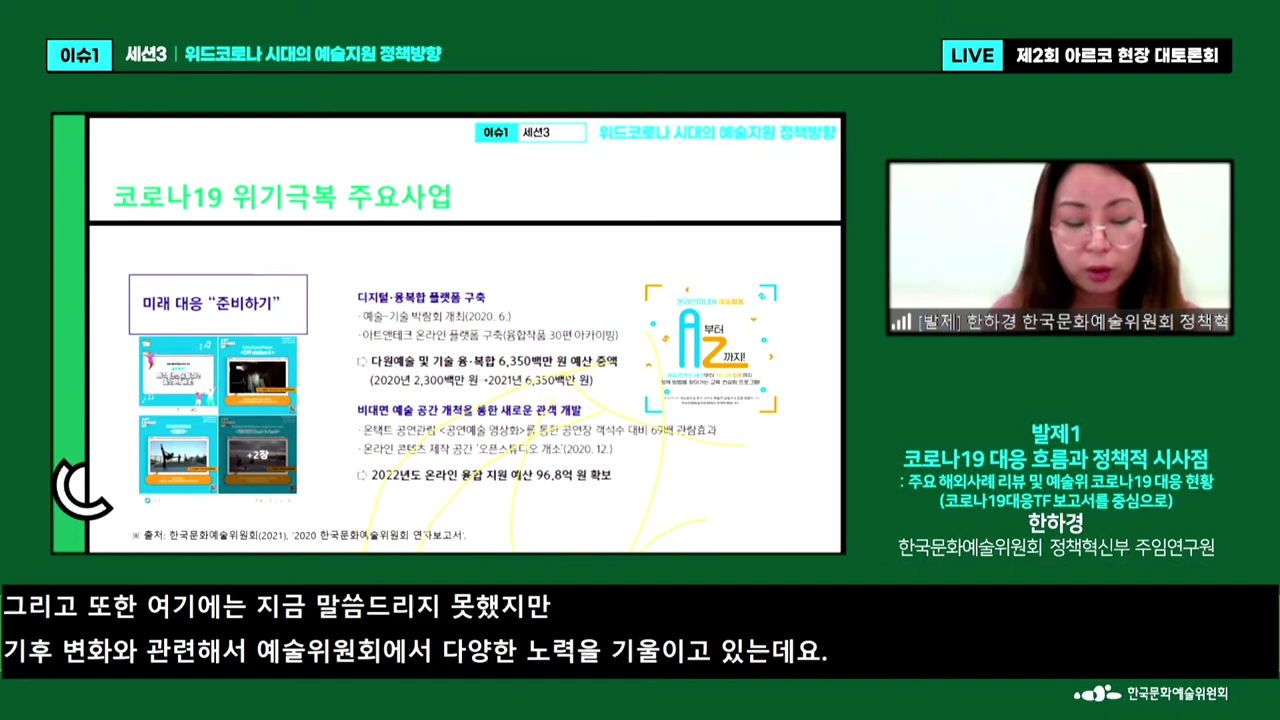 이슈1 세션3 | 위드코로나 시대의 예술지원 정책방향
LIVE 제2회 아르코 현장 대토론회
이슈1 세션3 위드코로나 시대의 예술지원 정책방향
코로나19 위기극복 주요사업
미래 대응 “준비하기”
+2장
디지털·융복합 플랫폼 구축
· 예술-기술 박람회 개최(2020. 6.)
· 아트앤테크 온라인 플랫폼 구축(융합작품 30편 아카이빙)
다원예술 및 기술 융·복합 6,350백만 원 예산 증액
(2020년 2,300백만 원→2021년 6,350백만 원)
비대면 예술 공간 개척을 통한 새로운 관객 개발
· 온택트 공연관람 <공연예술 영상화>를 통한 공연장 객석수 대비 69배 관람효과
· 온라인 콘텐츠 제작 공간 '오픈스튜디오 개소'(2020. 12.)
2022년도 온라인 융합 지원 예산 96.8억 원 확보
A부터
Z까지!
※ 출처: 한국문화예술위원회(2021), '2020 한국문화예술위원회 연차보고서'.
[발제] 한하경 한국문화예술위원회 정책혁
발제1
코로나19 대응 흐름과 정책적 시사점
: 주요 해외사례 리뷰 및 예술위 코로나19 대응 현황
(코로나19대응TF 보고서를 중심으로)
한하경
한국문화예술위원회 정책혁신부 주임연구원
그리고 또한 여기에는 지금 말씀드리지 못했지만
기후 변화와 관련해서 예술위원회에서 다양한 노력을 기울이고 있는데요.
한국문화예술위원회